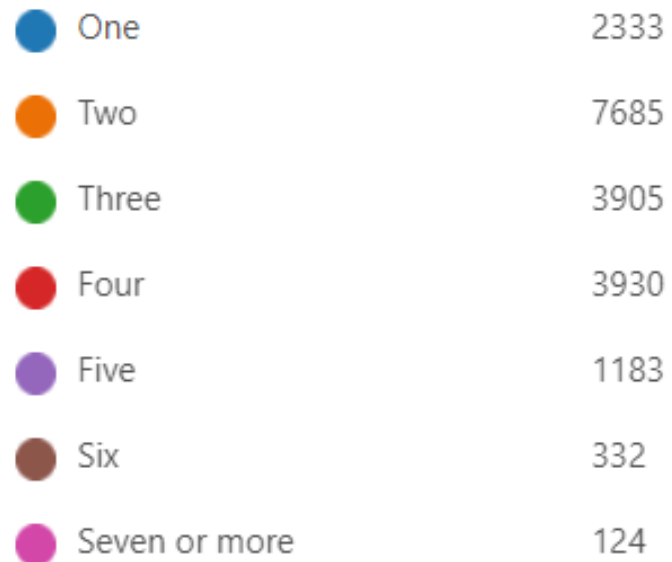 One 2333
Two 7685
Three 3905
Four 3930
Five 1183
Six 332
Seven or more 124